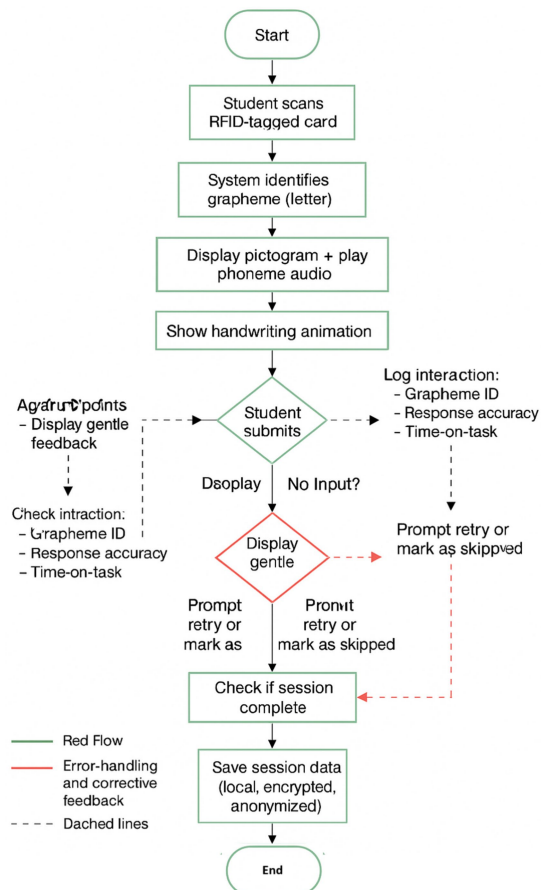 Start
Student scans
RFID-tagged card
System identifies
grapheme (letter)
Display pictogram + play
phoneme audio
Show handwriting animation
Student
submits
Log interaction:
– Grapheme ID
– Response accuracy
– Time-on-task
– Display gentle
feedback
Check intraction:
– Grapheme ID
– Response accuracy
– Time-on-task
Dsoplay
No Input?
Display
gentle
Prompt retry or
mark as skipped
Prompt
retry or
mark as
retry or
mark as skipped
Check if session
complete
Save session data
(local, encrypted,
anonymized)
End
Red Flow
Error-handling
and corrective
feedback
Dached lines